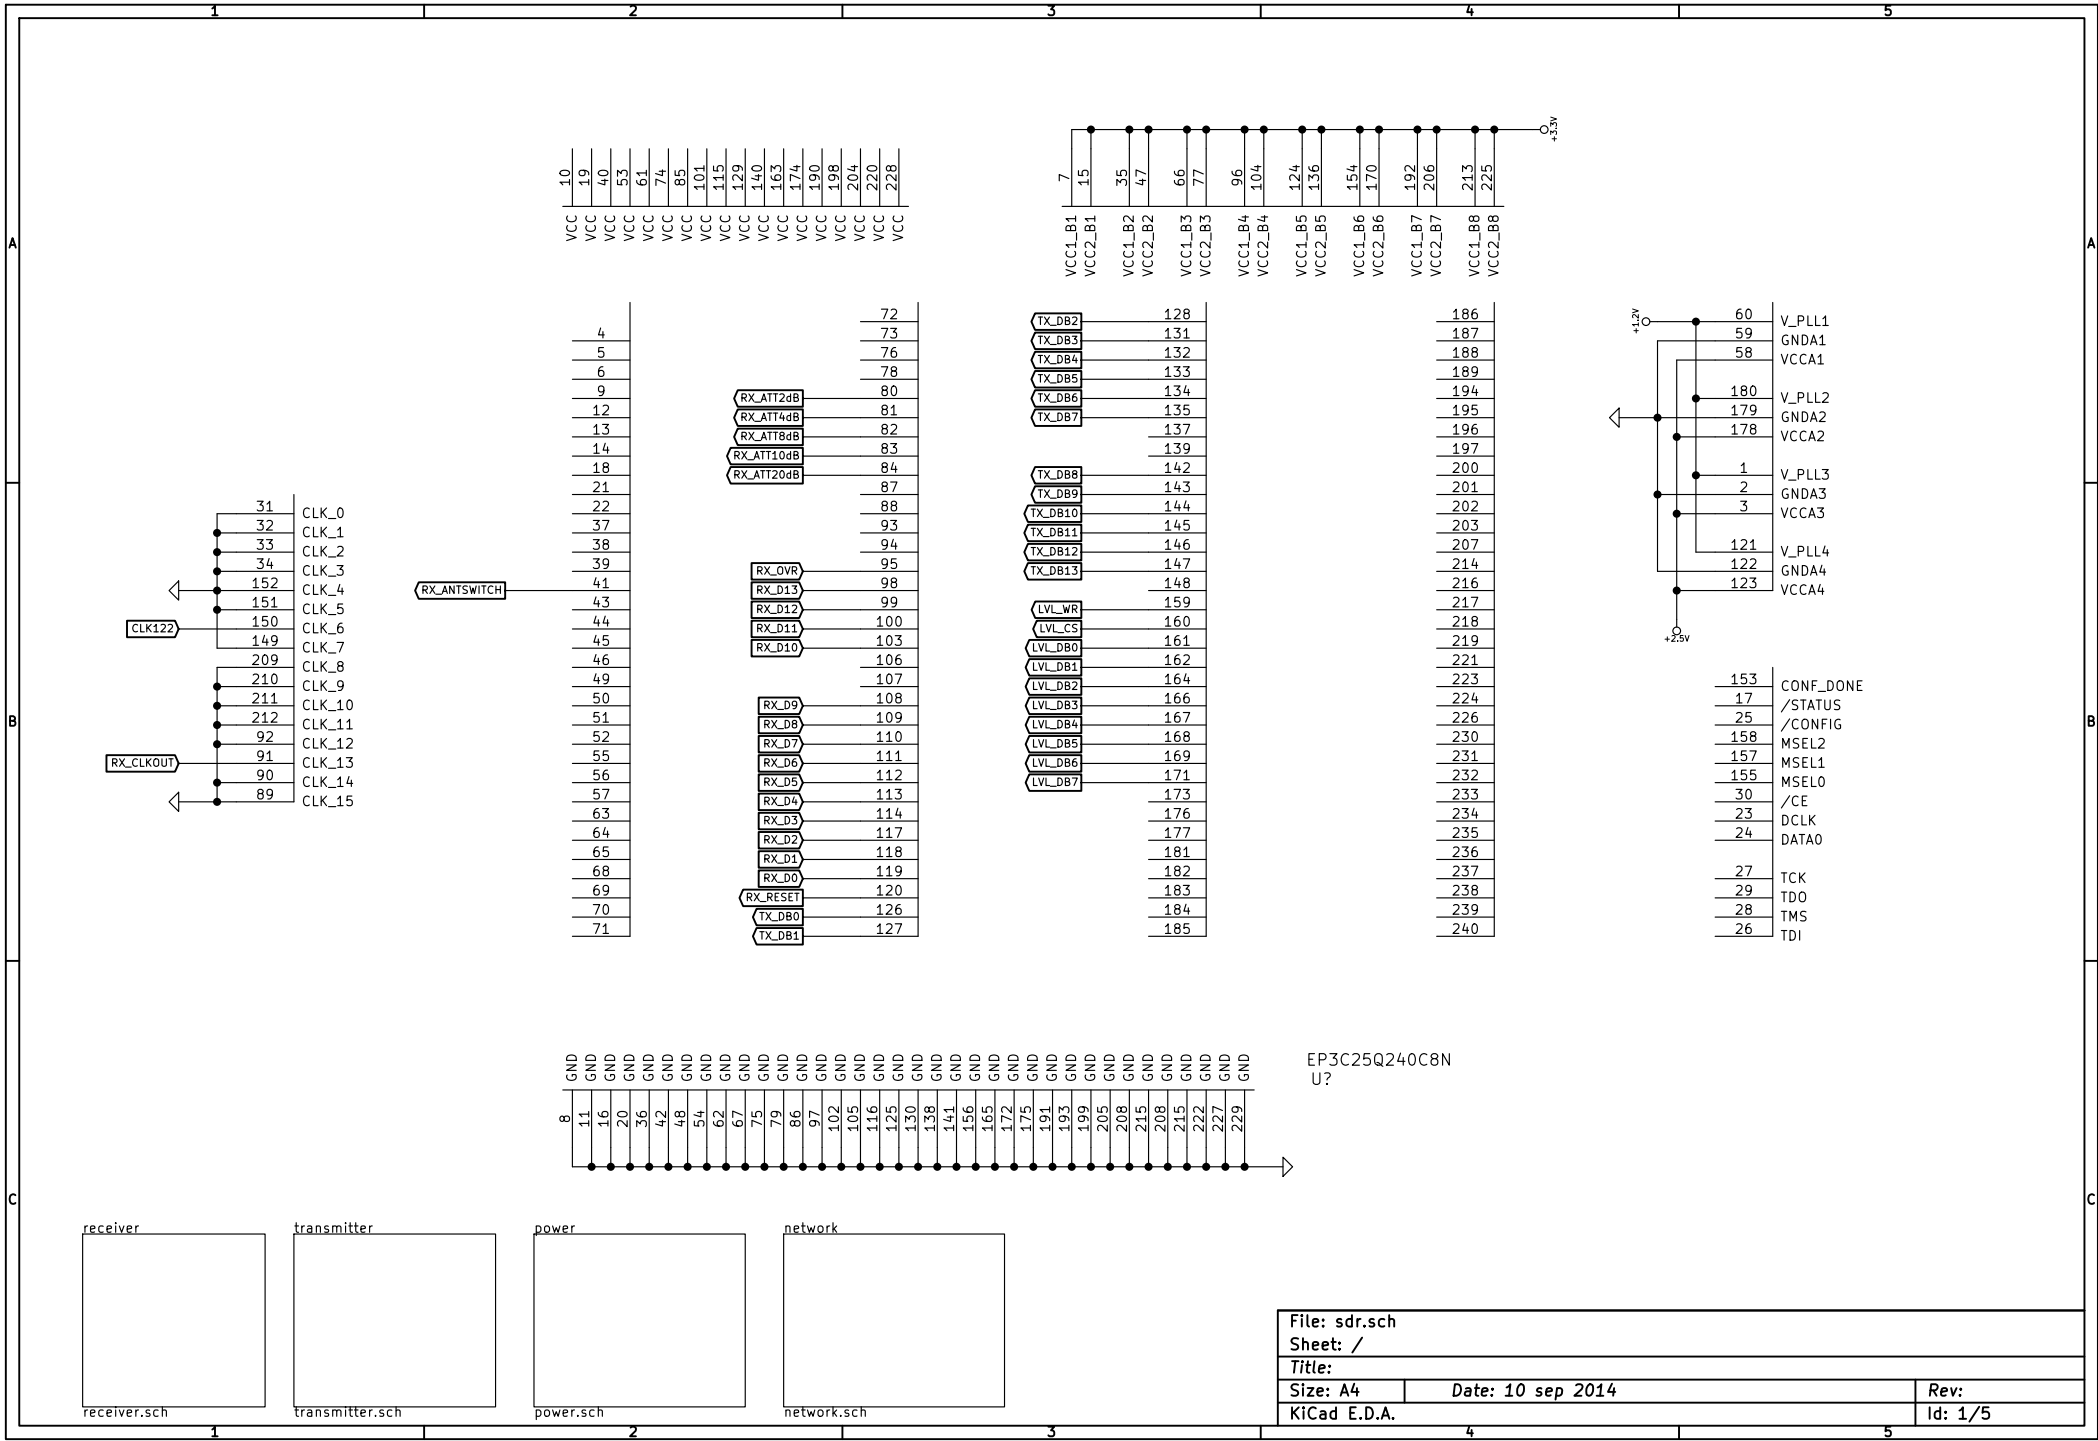 1 2 3 4 5
+3.3V
10 19 40 53 61 74 85 101 115 129 140 163 174 190 198 204 220 228
7 15 35 47 66 77 96 104 124 136 154 170 192 206 213 225
VCC VCC VCC VCC VCC VCC VCC VCC VCC VCC VCC VCC VCC VCC VCC VCC VCC VCC
VCC1_B1 VCC2_B1 VCC1_B2 VCC2_B2 VCC1_B3 VCC2_B3 VCC1_B4 VCC2_B4 VCC1_B5 VCC2_B5 VCC1_B6 VCC2_B6 VCC1_B7 VCC2_B7 VCC1_B8 VCC2_B8
A A
31 CLK_0
32 CLK_1
33 CLK_2
34 CLK_3
152 CLK_4
151 CLK_5
CLK122 150 CLK_6
149 CLK_7
209 CLK_8
210 CLK_9
211 CLK_10
212 CLK_11
92 CLK_12
RX_CLKOUT 91 CLK_13
90 CLK_14
89 CLK_15
4
5
6
9
12
13
14
18
21
22
37
38
39
RX_ANTSWITCH 41
43
44
45
46
49
50
51
52
55
56
57
63
64
65
68
69
70
71
72
73
76
78
RX_ATT2dB 80
RX_ATT4dB 81
RX_ATT8dB 82
RX_ATT10dB 83
RX_ATT20dB 84
87
88
93
94
RX_OVR 95
RX_D13 98
RX_D12 99
RX_D11 100
RX_D10 103
106
107
RX_D9 108
RX_D8 109
RX_D7 110
RX_D6 111
RX_D5 112
RX_D4 113
RX_D3 114
RX_D2 117
RX_D1 118
RX_D0 119
RX_RESET 120
TX_DB0 126
TX_DB1 127
TX_DB2 128
TX_DB3 131
TX_DB4 132
TX_DB5 133
TX_DB6 134
TX_DB7 135
137
139
TX_DB8 142
TX_DB9 143
TX_DB10 144
TX_DB11 145
TX_DB12 146
TX_DB13 147
148
LVL_WR 159
LVL_CS 160
LVL_DB0 161
LVL_DB1 162
LVL_DB2 164
LVL_DB3 166
LVL_DB4 167
LVL_DB5 168
LVL_DB6 169
LVL_DB7 171
173
176
177
181
182
183
184
185
186
187
188
189
194
195
196
197
200
201
202
203
207
214
216
217
218
219
221
223
224
226
230
231
232
233
234
235
236
237
238
239
240
+1.2V 60 V_PLL1
59 GNDA1
58 VCCA1
180 V_PLL2
179 GNDA2
178 VCCA2
1 V_PLL3
2 GNDA3
3 VCCA3
121 V_PLL4
122 GNDA4
123 VCCA4
+2.5V
153 CONF_DONE
17 /STATUS
25 /CONFIG
158 MSEL2
157 MSEL1
155 MSEL0
30 /CE
23 DCLK
24 DATA0
27 TCK
29 TDO
28 TMS
26 TDI
B B
GND GND GND GND GND GND GND GND GND GND GND GND GND GND GND GND GND GND GND GND GND GND GND GND GND GND GND GND GND GND GND GND GND GND GND GND
8 11 16 20 36 42 48 54 62 67 75 79 86 97 102 105 116 125 130 138 141 156 165 172 175 191 193 199 205 208 215 208 215 222 227 229
EP3C25Q240C8N
U?
C C
receiver transmitter power network
receiver.sch transmitter.sch power.sch network.sch
File: sdr.sch
Sheet: /
Title:
Size: A4 Date: 10 sep 2014 Rev:
KiCad E.D.A. Id: 1/5
1 2 3 4 5